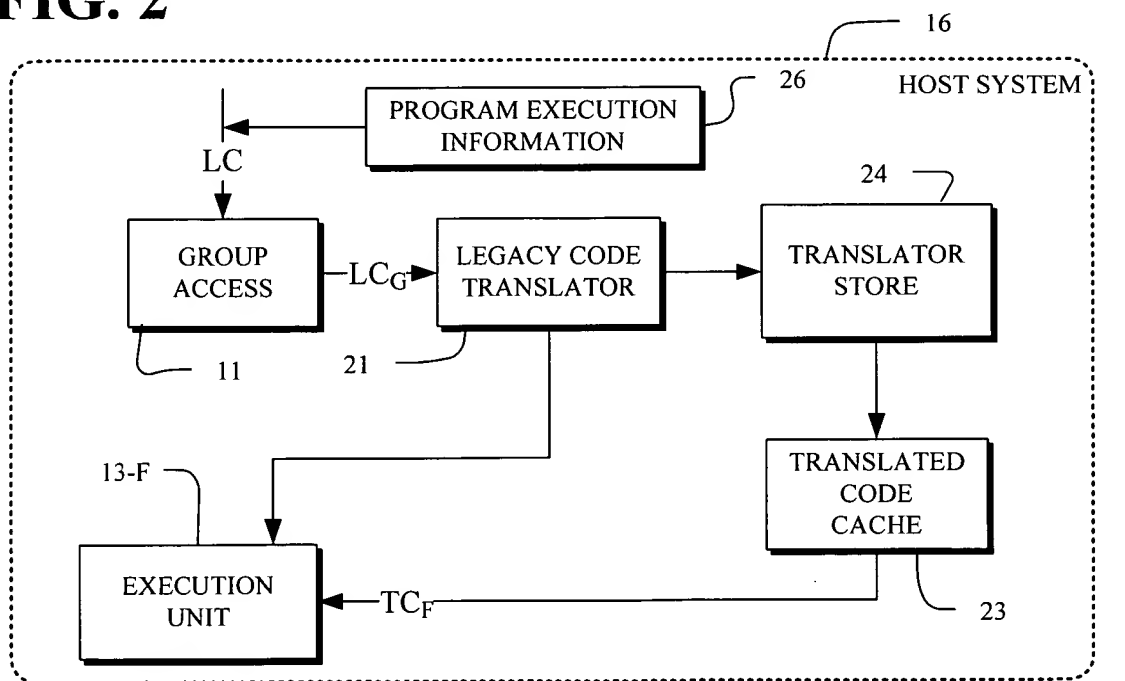 FIG. 2
16
HOST SYSTEM
26
PROGRAM EXECUTION
INFORMATION
LC
24
GROUP
ACCESS
LCG
LEGACY CODE
TRANSLATOR
TRANSLATOR
STORE
11
21
13-F
TRANSLATED
CODE
CACHE
EXECUTION
UNIT
TCF
23